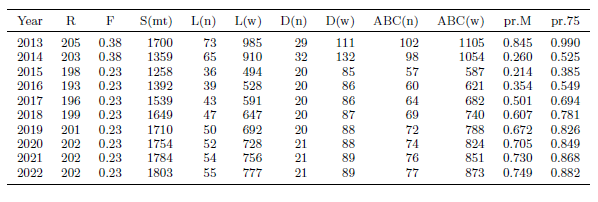 Year R F S(mt) L(n) L(w) D(n) D(w) ABC(n) ABC(w) pr.M pr.75
2013 205 0.38 1700 73 985 29 111 102 1105 0.845 0.990
2014 203 0.38 1359 65 910 32 132 98 1054 0.260 0.525
2015 198 0.23 1258 36 494 20 85 57 587 0.214 0.385
2016 193 0.23 1392 39 528 20 86 60 621 0.354 0.549
2017 196 0.23 1539 43 591 20 86 64 682 0.501 0.694
2018 199 0.23 1649 47 647 20 87 69 740 0.607 0.781
2019 201 0.23 1710 50 692 20 88 72 788 0.672 0.826
2020 202 0.23 1754 52 728 21 88 74 824 0.705 0.849
2021 202 0.23 1784 54 756 21 89 76 851 0.730 0.868
2022 202 0.23 1803 55 777 21 89 77 873 0.749 0.882